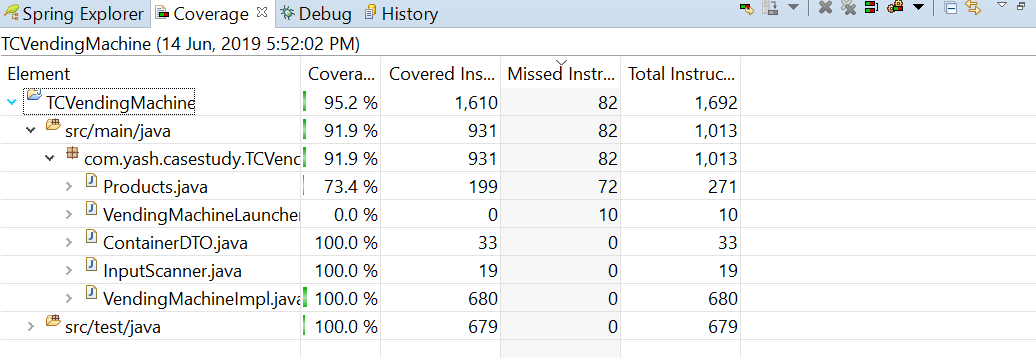 Spring Explorer Coverage Debug History
TCVendingMachine (14 Jun, 2019 5:52:02 PM)
Element Covera... Covered Ins... Missed Instr... Total Instruc...
TCVendingMachine 95.2 % 1,610 82 1,692
src/main/java 91.9 % 931 82 1,013
com.yash.casestudy.TCVend 91.9 % 931 82 1,013
Products.java 73.4 % 199 72 271
VendingMachineLauncher 0.0 % 0 10 10
ContainerDTO.java 100.0 % 33 0 33
InputScanner.java 100.0 % 19 0 19
VendingMachineImpl.java 100.0 % 680 0 680
src/test/java 100.0 % 679 0 679